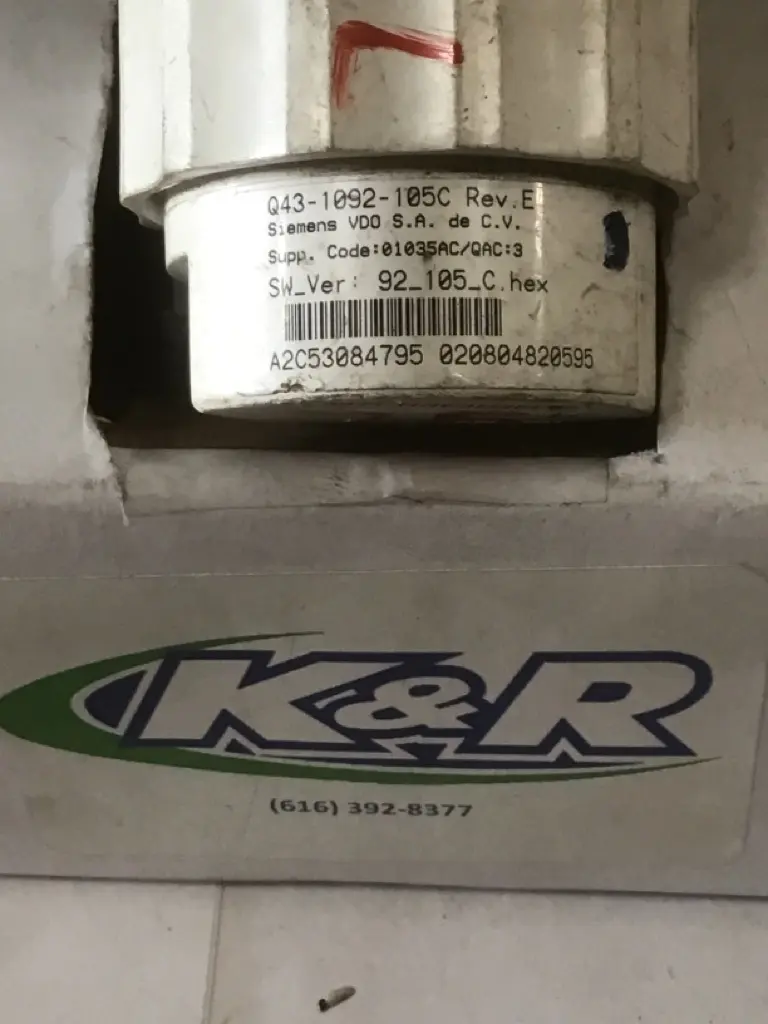 Q43-1092-105C Rev.E
Siemens VDO S.A. de C.V.
Supp. Code:01035AC/QAC:3
SW_Ver: 92_105_C.hex
A2C53084795 020804820595
K&R
(616) 392-8377